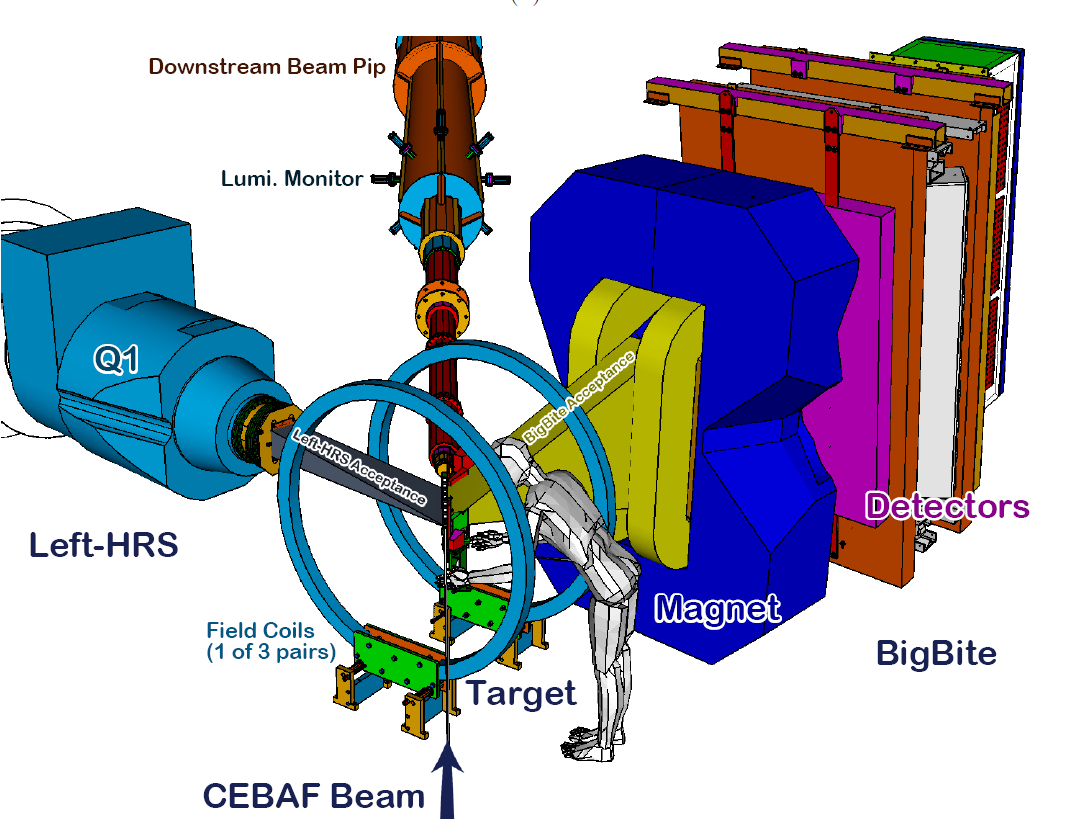 Downstream Beam Pip
Lumi. Monitor
Q1
BigBite Acceptance
Left-HRS Acceptance
Detectors
Left-HRS
Magnet
Field Coils
(1 of 3 pairs)
BigBite
Target
CEBAF Beam